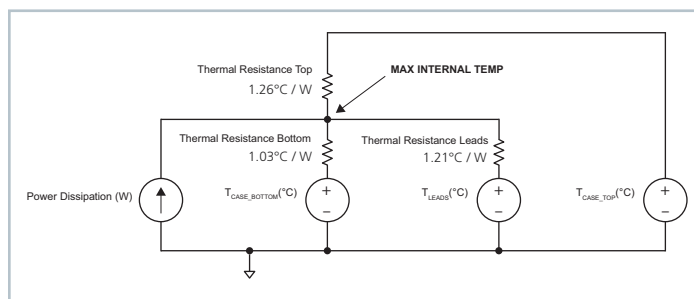 Thermal Resistance Top
1.26°C / W
MAX INTERNAL TEMP
Thermal Resistance Bottom
1.03°C / W
Thermal Resistance Leads
1.21°C / W
Power Dissipation (W)
T_CASE_BOTTOM(°C)
+
–
T_LEADS(°C)
+
–
T_CASE_TOP(°C)
+
–